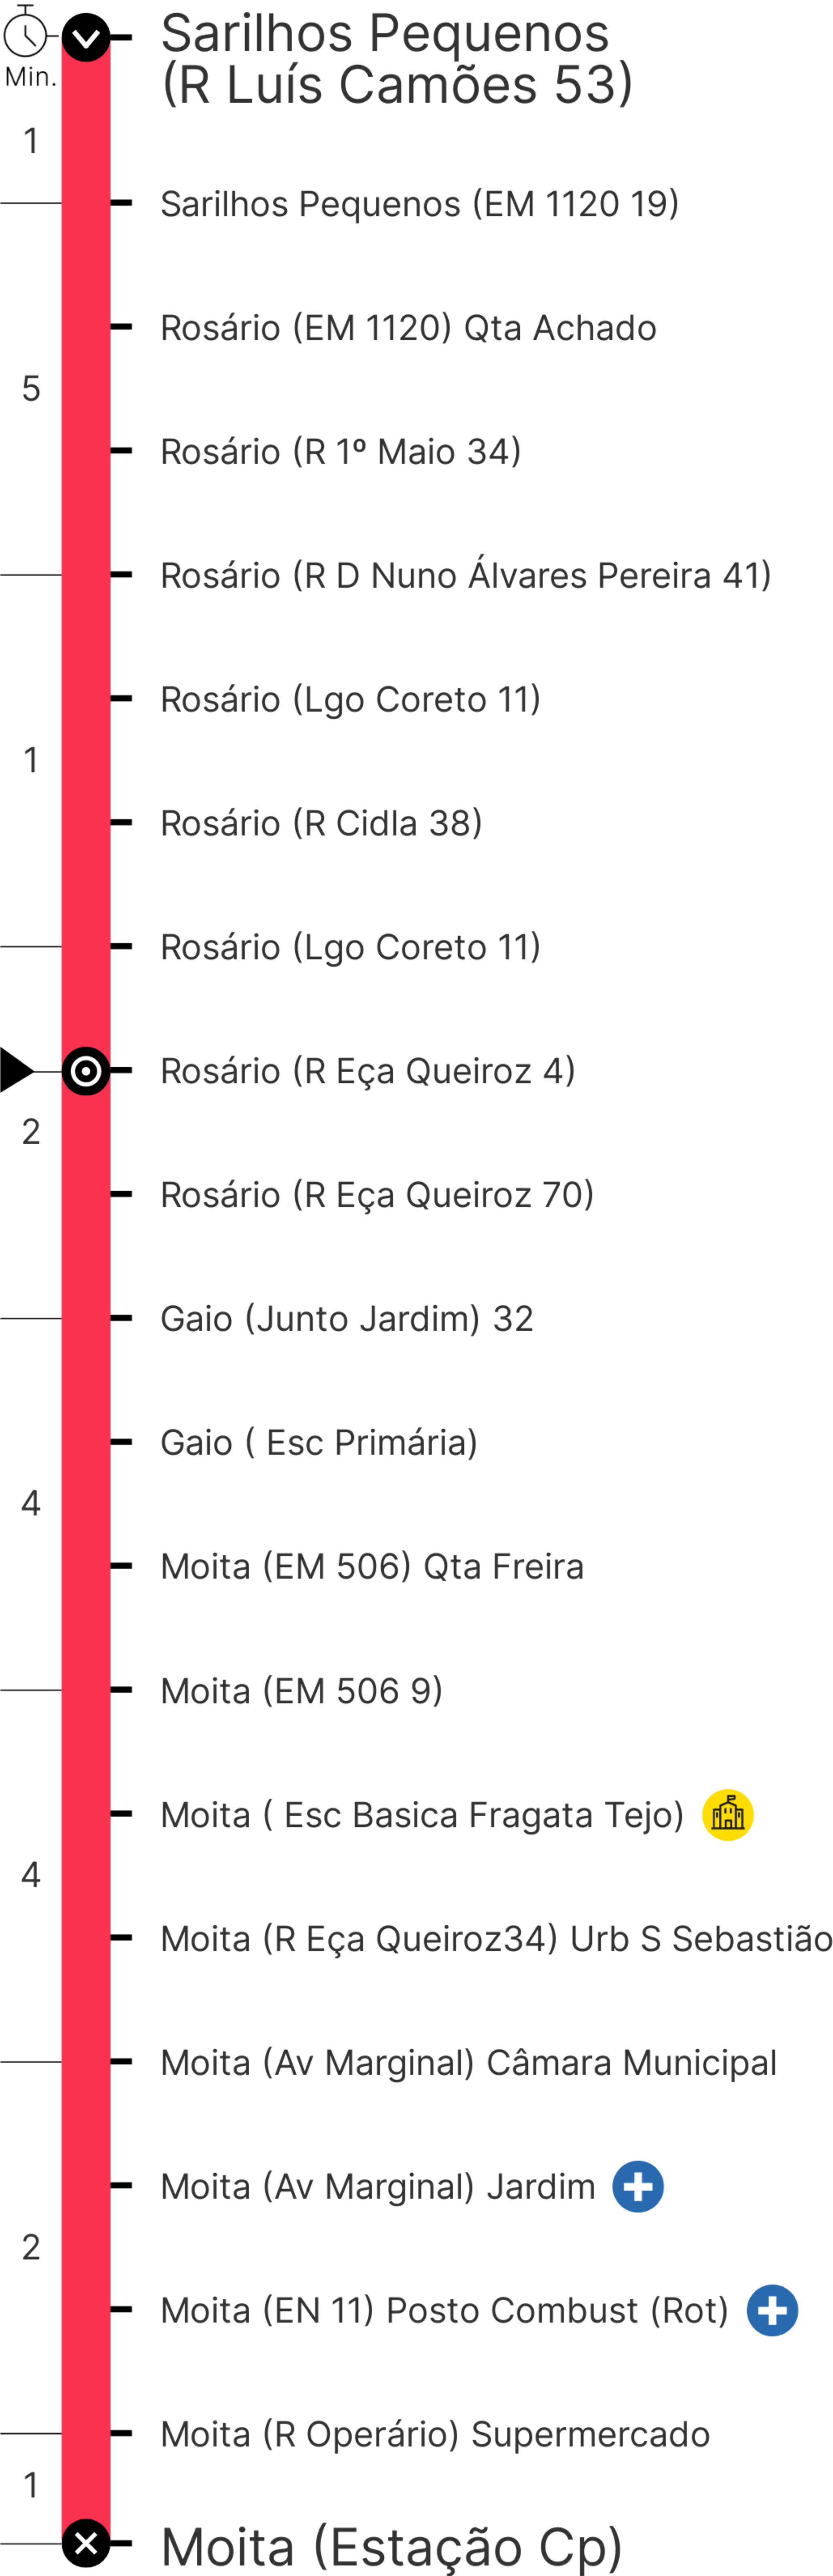 Min.
Sarilhos Pequenos
(R Luís Camões 53)
1
Sarilhos Pequenos (EM 1120 19)
Rosário (EM 1120) Qta Achado
5
Rosário (R 1º Maio 34)
Rosário (R D Nuno Álvares Pereira 41)
Rosário (Lgo Coreto 11)
1
Rosário (R Cidla 38)
Rosário (Lgo Coreto 11)
Rosário (R Eça Queiroz 4)
2
Rosário (R Eça Queiroz 70)
Gaio (Junto Jardim) 32
Gaio ( Esc Primária)
4
Moita (EM 506) Qta Freira
Moita (EM 506 9)
Moita ( Esc Basica Fragata Tejo)
4
Moita (R Eça Queiroz34) Urb S Sebastião
Moita (Av Marginal) Câmara Municipal
Moita (Av Marginal) Jardim
2
Moita (EN 11) Posto Combust (Rot)
Moita (R Operário) Supermercado
1
Moita (Estação Cp)